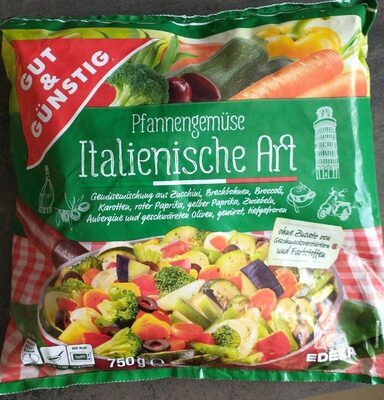 GUT &
GÜNSTIG
Pfannengemüse
Italienische Art
Gemüsemischung aus Zucchini, Brechbohnen, Broccoli,
Karotten, roter Paprika, gelber Paprika, Zwiebeln,
Aubergine und geschwärzten Oliven, gewürzt, tiefgefroren
ohne Zusatz von
Geschmacksverstärkern
und Farbstoffen
750g e
EDEKA